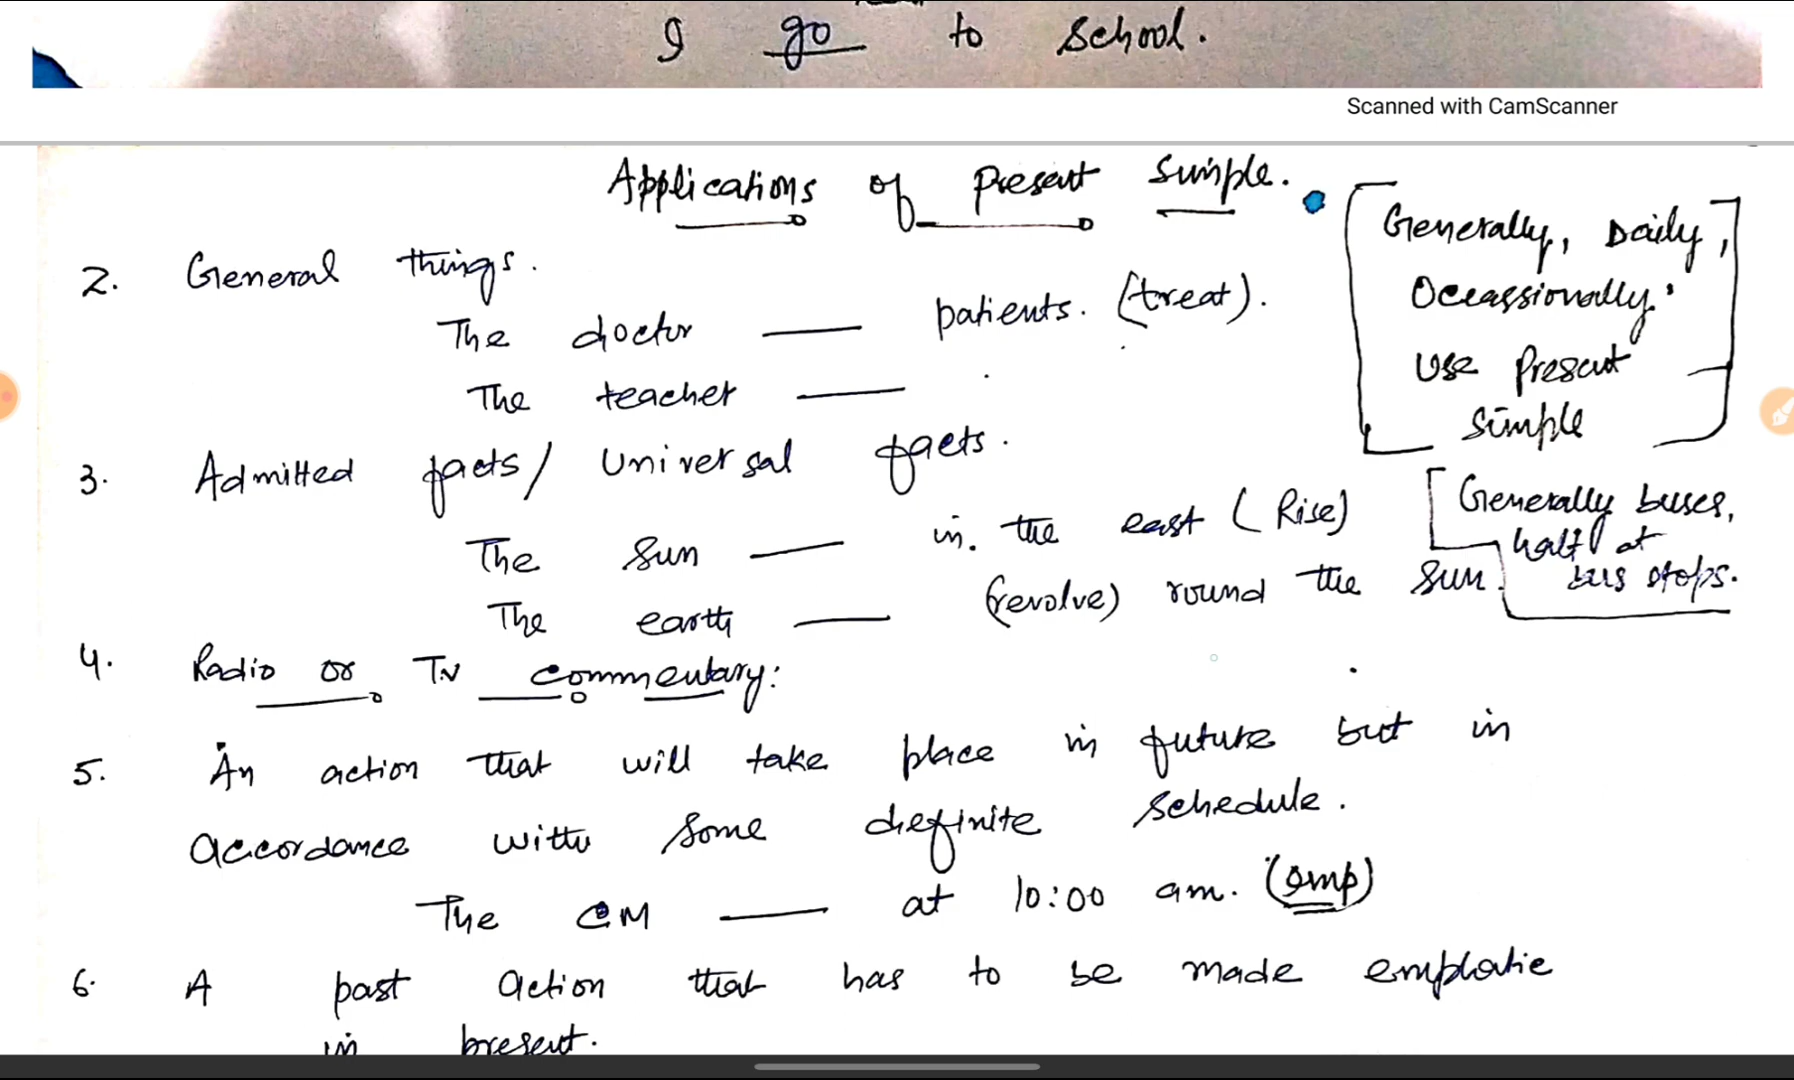 I go to school.
Scanned with CamScanner
Applications of Present Simple.
Generally, Daily,
Occassionally.
use Present
simple
2. General things.
The doctor ___ patients. (treat).
The teacher ___
3. Admitted facts / Universal facts.
The sun ___ in. the east (Rise)
Generally buses,
halt at
bus stops.
The earth ___ (revolve) round the sun.
4. Radio or TV commentary:
5. An action that will take place in future but in
accordance with some definite schedule.
The CM ___ at 10:00 am. (Imp)
6. A past action that has to be made emphatic
in present.